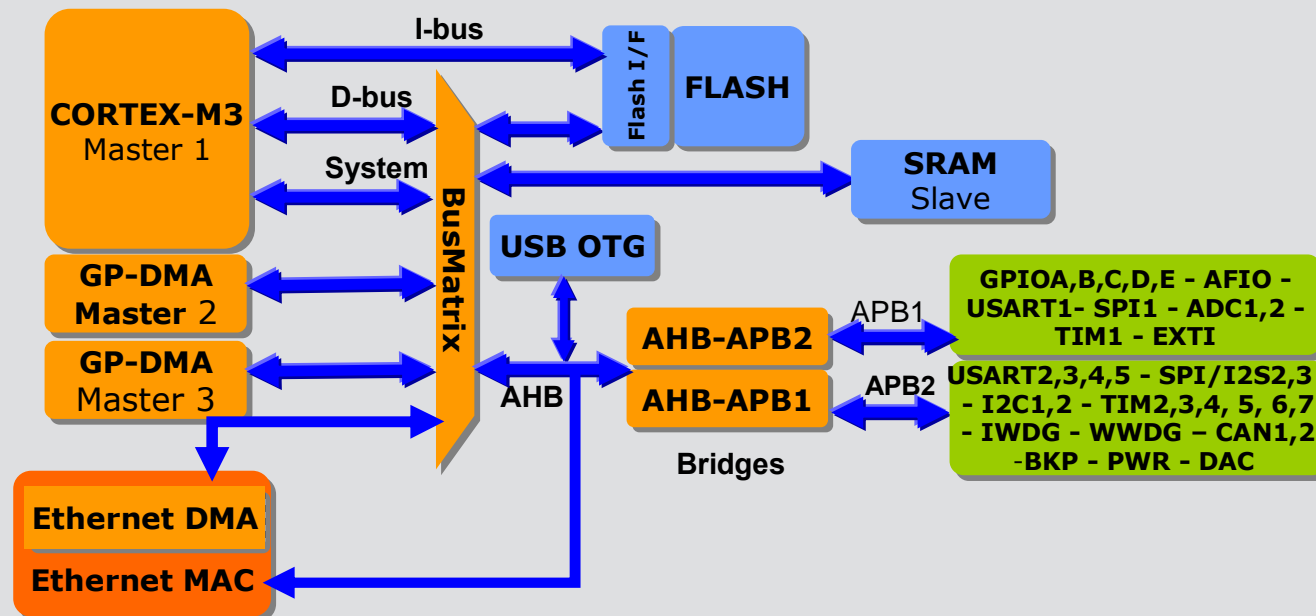 I-bus
Flash I/F
FLASH
CORTEX-M3
Master 1
D-bus
System
BusMatrix
SRAM
Slave
USB OTG
GP-DMA
Master 2
GP-DMA
Master 3
AHB
AHB-APB2
AHB-APB1
Bridges
APB1
APB2
GPIOA,B,C,D,E - AFIO -
USART1- SPI1 - ADC1,2 -
TIM1 - EXTI
USART2,3,4,5 - SPI/I2S2,3
- I2C1,2 - TIM2,3,4, 5, 6,7
- IWDG - WWDG – CAN1,2
-BKP - PWR - DAC
Ethernet DMA
Ethernet MAC